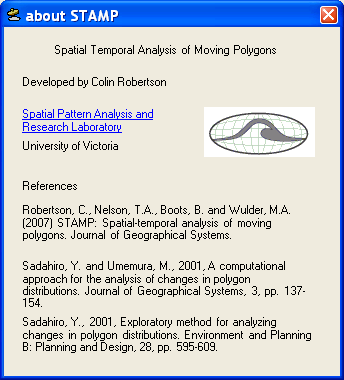 about STAMP
Spatial Temporal Analysis of Moving Polygons
Developed by Colin Robertson
Spatial Pattern Analysis and
Research Laboratory
University of Victoria
References
Robertson, C., Nelson, T.A., Boots, B. and Wulder, M.A.
(2007) STAMP: Spatial-temporal analysis of moving
polygons. Journal of Geographical Systems.
Sadahiro, Y. and Umemura, M., 2001, A computational
approach for the analysis of changes in polygon
distributions. Journal of Geographical Systems, 3, pp. 137-
154.
Sadahiro, Y., 2001, Exploratory method for analyzing
changes in polygon distributions. Environment and Planning
B: Planning and Design, 28, pp. 595-609.